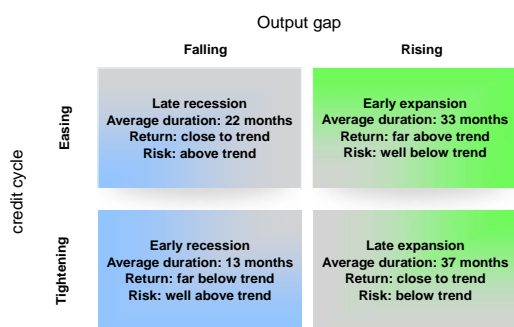 Output gap
Falling
Rising
credit cycle
Easing
Late recession
Average duration: 22 months
Return: close to trend
Risk: above trend
Early expansion
Average duration: 33 months
Return: far above trend
Risk: well below trend
Tightening
Early recession
Average duration: 13 months
Return: far below trend
Risk: well above trend
Late expansion
Average duration: 37 months
Return: close to trend
Risk: below trend